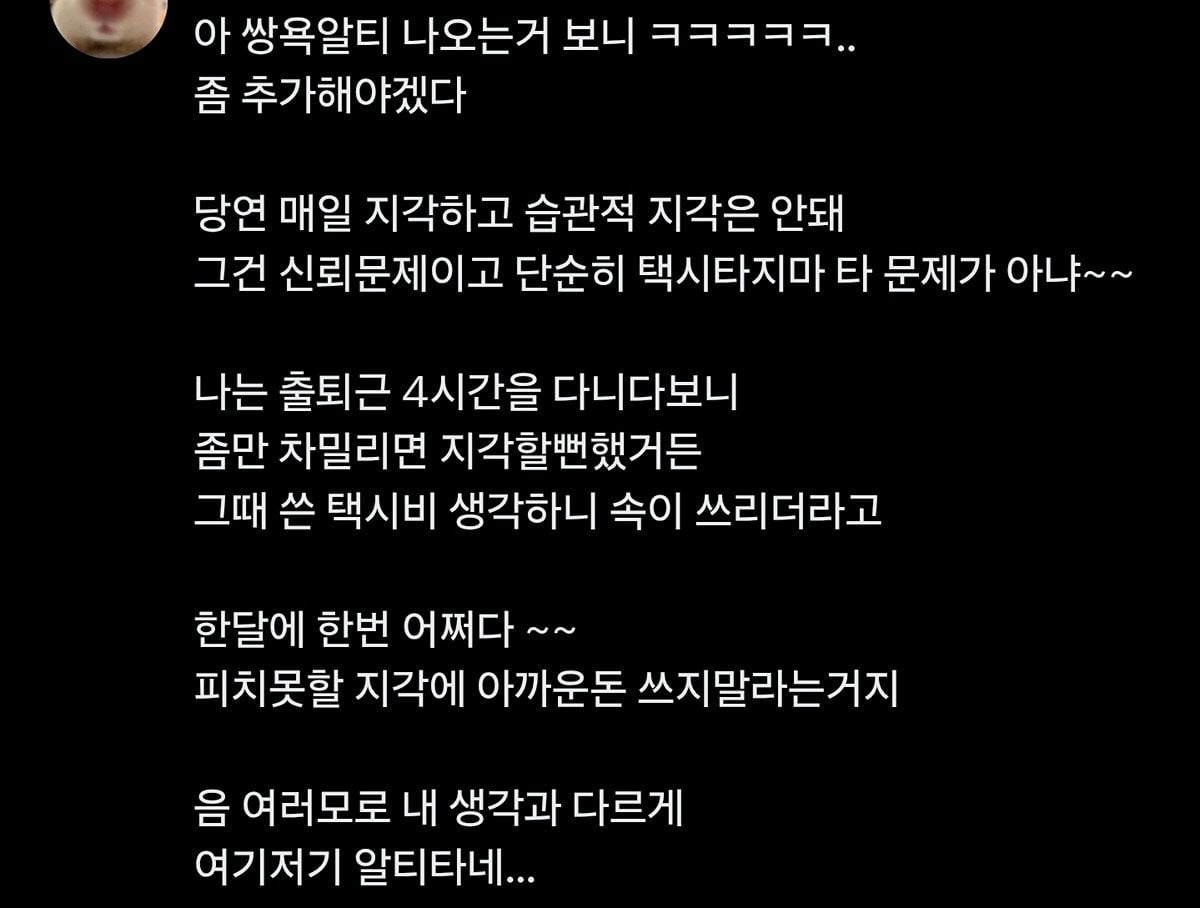 아 쌍욕알티 나오는거 보니 ㅋㅋㅋㅋㅋ..
좀 추가해야겠다
당연 매일 지각하고 습관적 지각은 안돼
그건 신뢰문제이고 단순히 택시타지마 타 문제가 아냐~~
나는 출퇴근 4시간을 다니다보니
좀만 차밀리면 지각할뻔했거든
그때 쓴 택시비 생각하니 속이 쓰리더라고
한달에 한번 어쩌다 ~~
피치못할 지각에 아까운돈 쓰지말라는거지
음 여러모로 내 생각과 다르게
여기저기 알티타네...